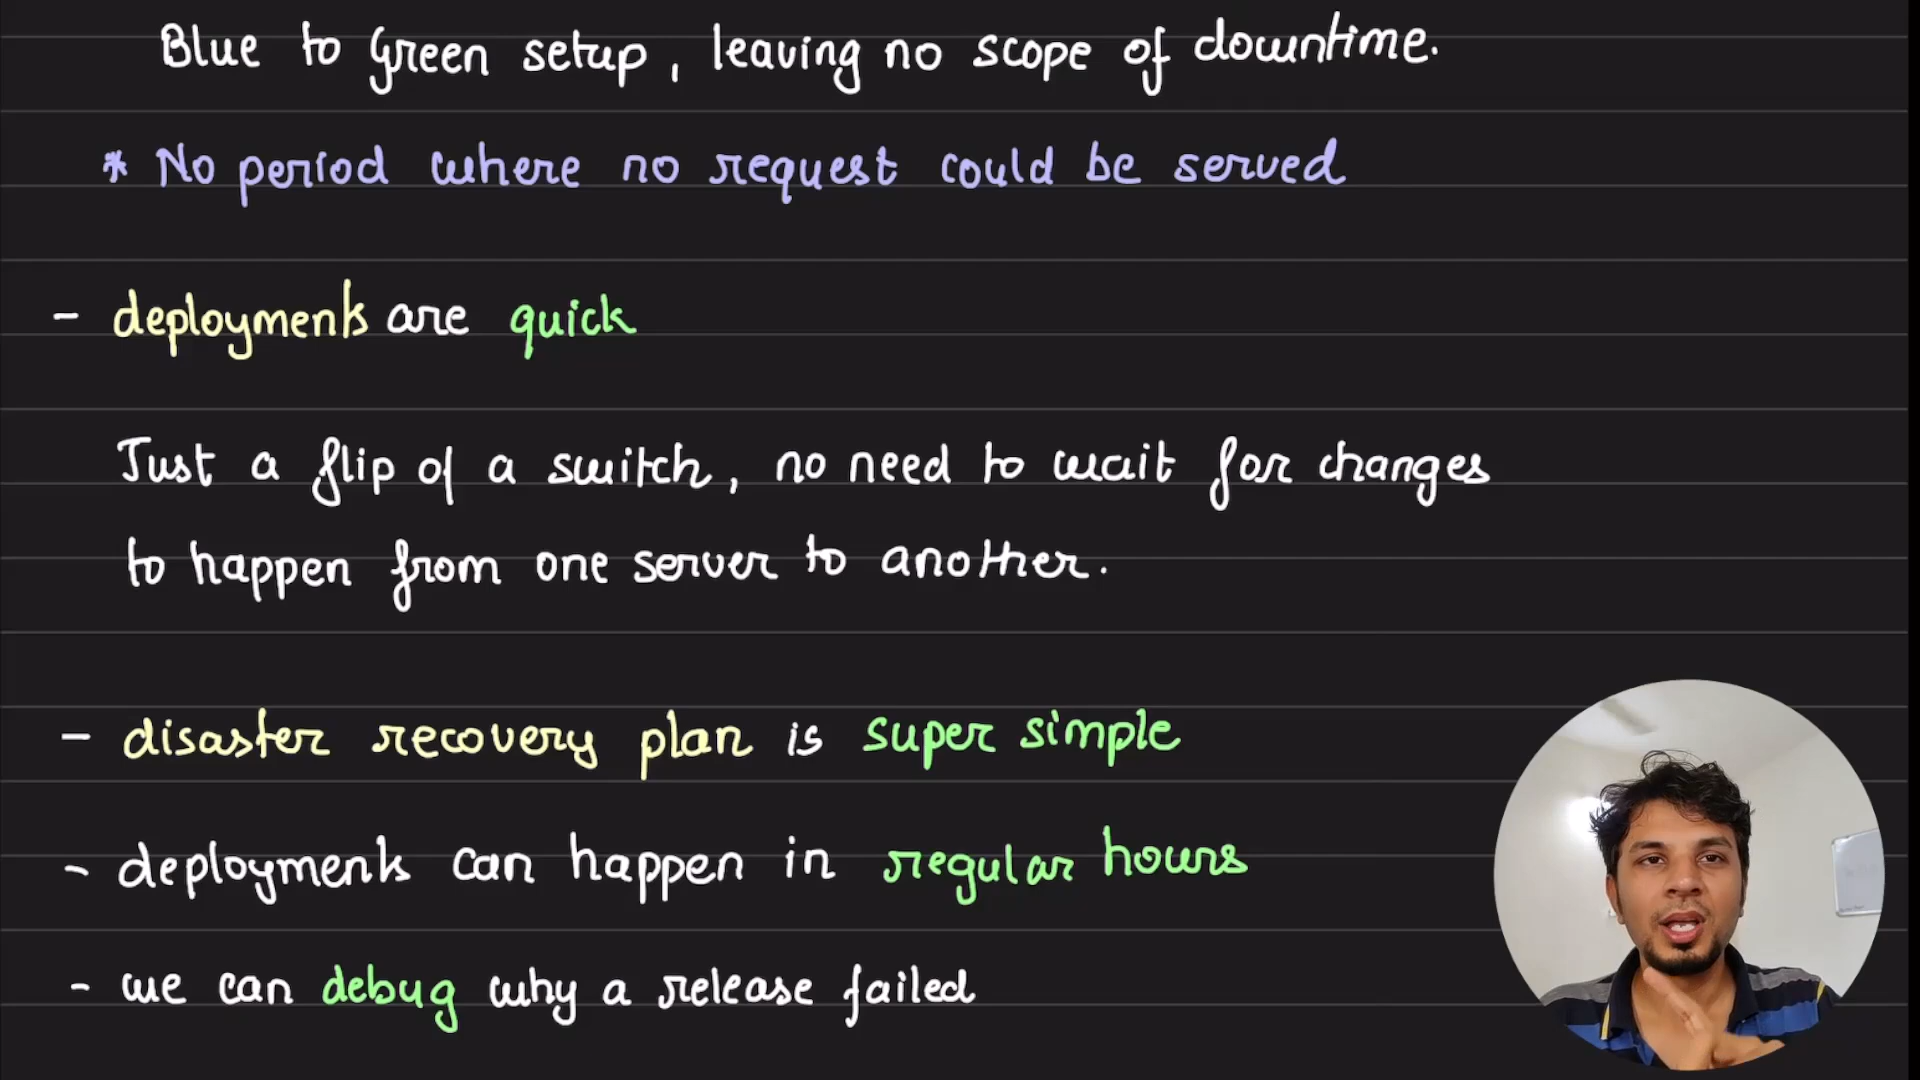 Blue to Green setup, leaving no scope of downtime.
* No period where no request could be served
- deployments are quick
Just a flip of a switch, no need to wait for changes
to happen from one server to another.
- disaster recovery plan is super simple
- deployments can happen in regular hours
- we can debug why a release failed